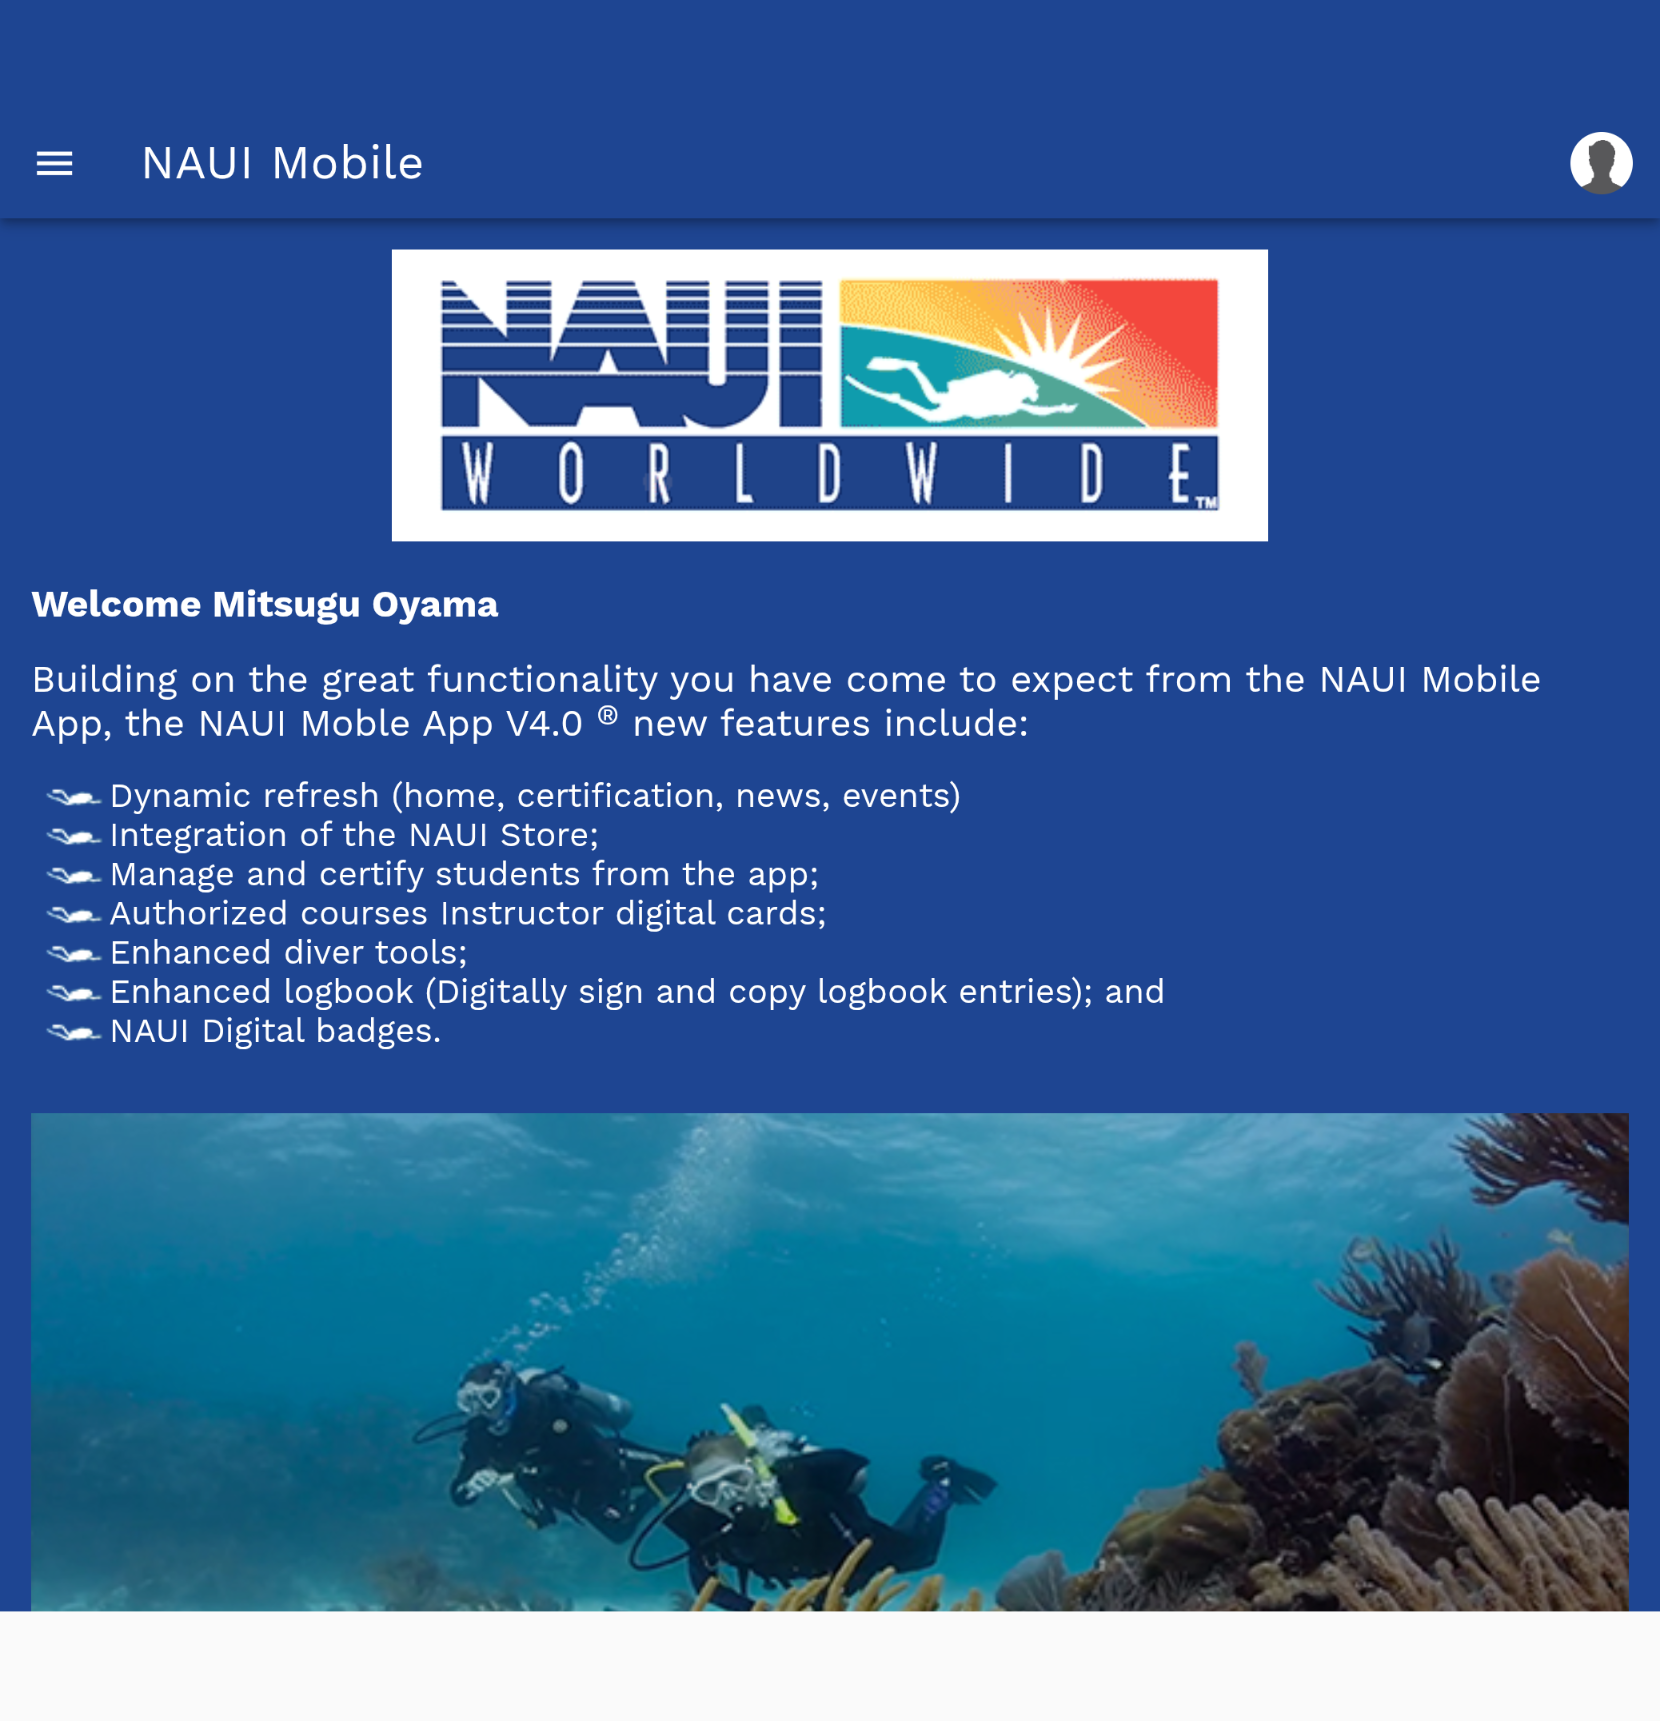 NAUI Mobile
NAUI
WORLDWIDE™
Welcome Mitsugu Oyama
Building on the great functionality you have come to expect from the NAUI Mobile
App, the NAUI Moble App V4.0 ® new features include:
Dynamic refresh (home, certification, news, events)
Integration of the NAUI Store;
Manage and certify students from the app;
Authorized courses Instructor digital cards;
Enhanced diver tools;
Enhanced logbook (Digitally sign and copy logbook entries); and
NAUI Digital badges.